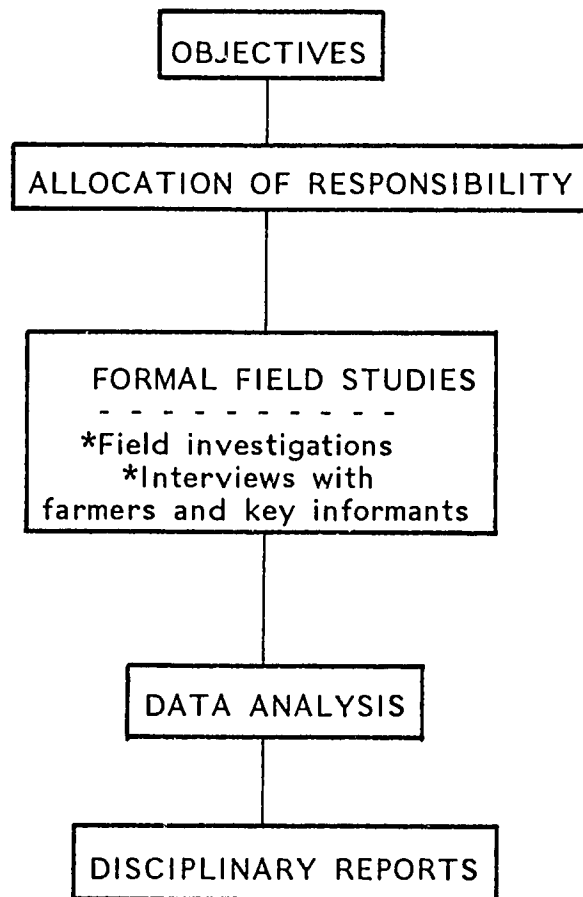 OBJECTIVES
ALLOCATION OF RESPONSIBILITY
FORMAL FIELD STUDIES
- - - - - - - - - -
*Field investigations
*Interviews with
farmers and key informants
DATA ANALYSIS
DISCIPLINARY REPORTS